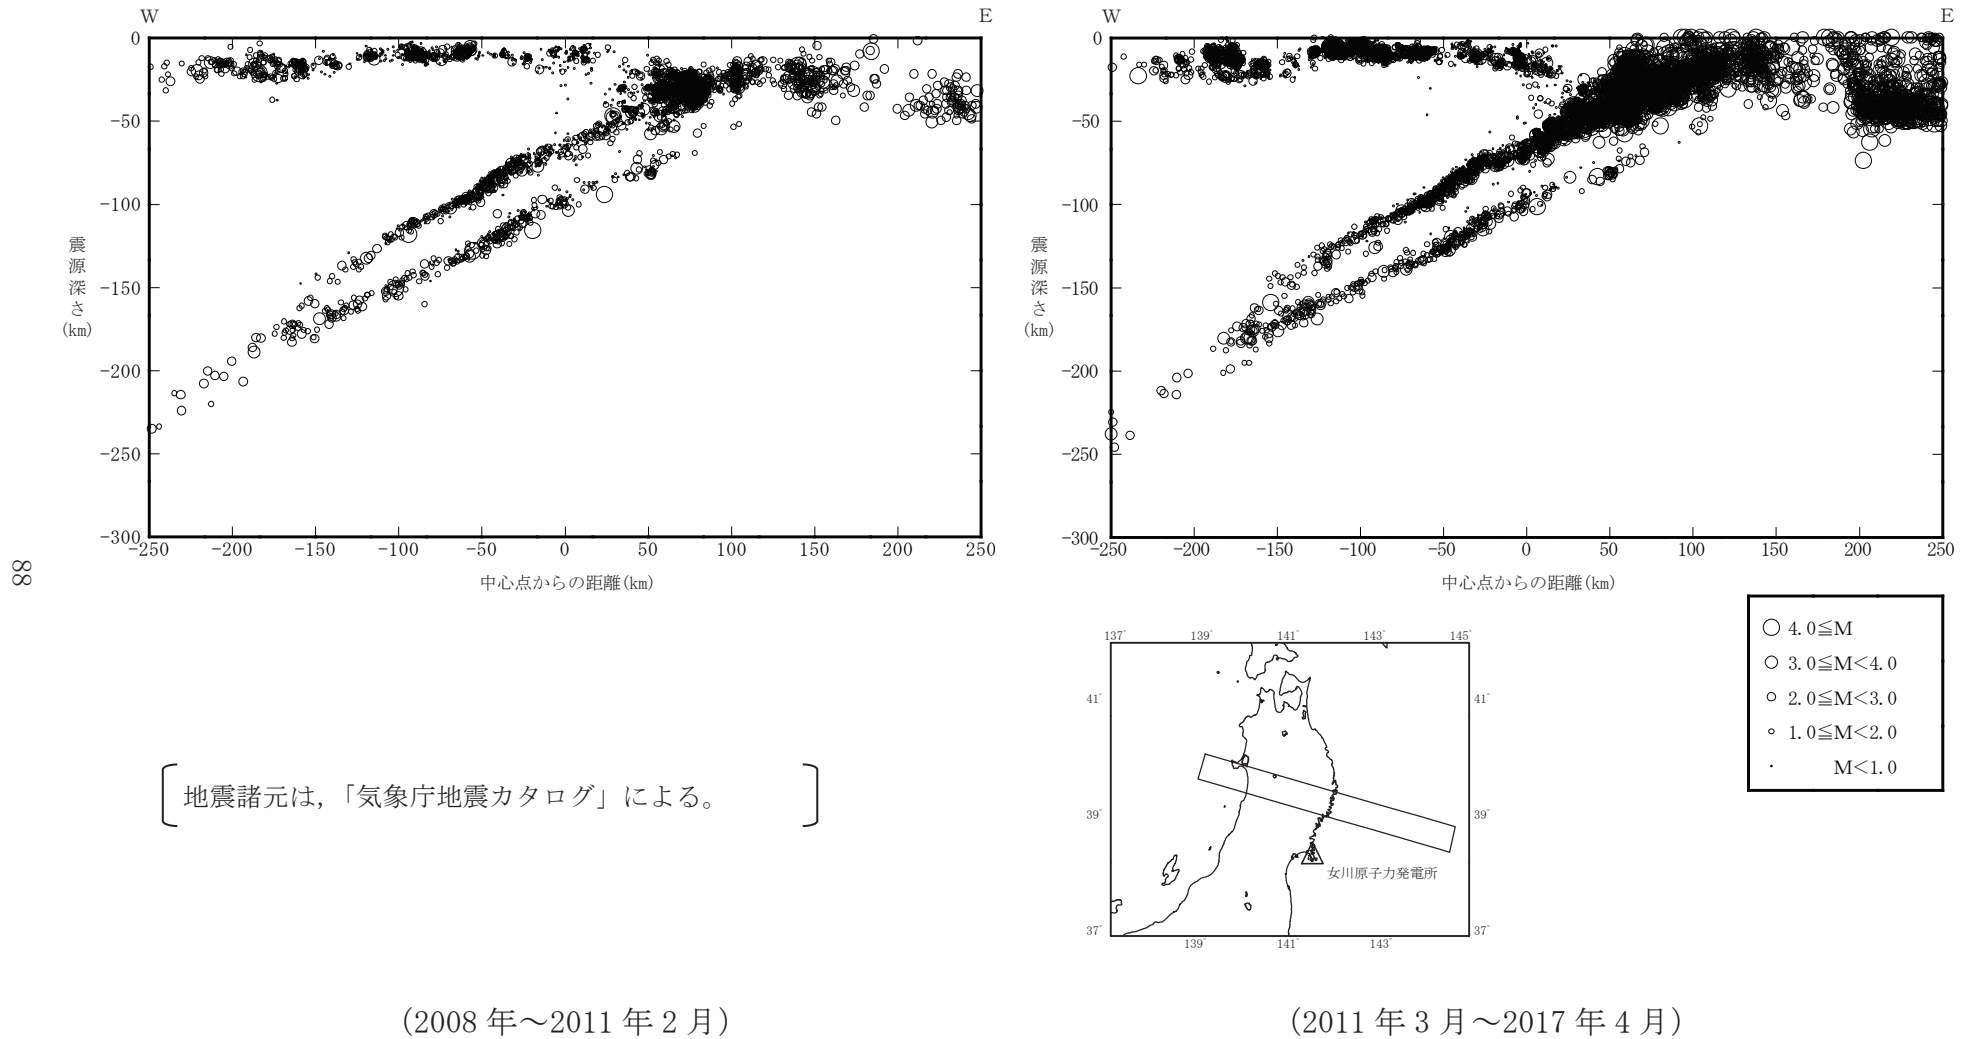 W E
0
-50
-100
-150
-200
-250
-300
震源深さ(km)
-250 -200 -150 -100 -50 0 50 100 150 200 250
中心点からの距離(km)
W E
0
-50
-100
-150
-200
-250
-300
震源深さ(km)
-250 -200 -150 -100 -50 0 50 100 150 200 250
中心点からの距離(km)
88
4.0≦M
3.0≦M<4.0
2.0≦M<3.0
1.0≦M<2.0
M<1.0
137° 139° 141° 143° 145°
41° 41°
39° 39°
37° 37°
139° 141° 143°
女川原子力発電所
地震諸元は,「気象庁地震カタログ」による。
(2008年~2011年2月)
(2011年3月~2017年4月)